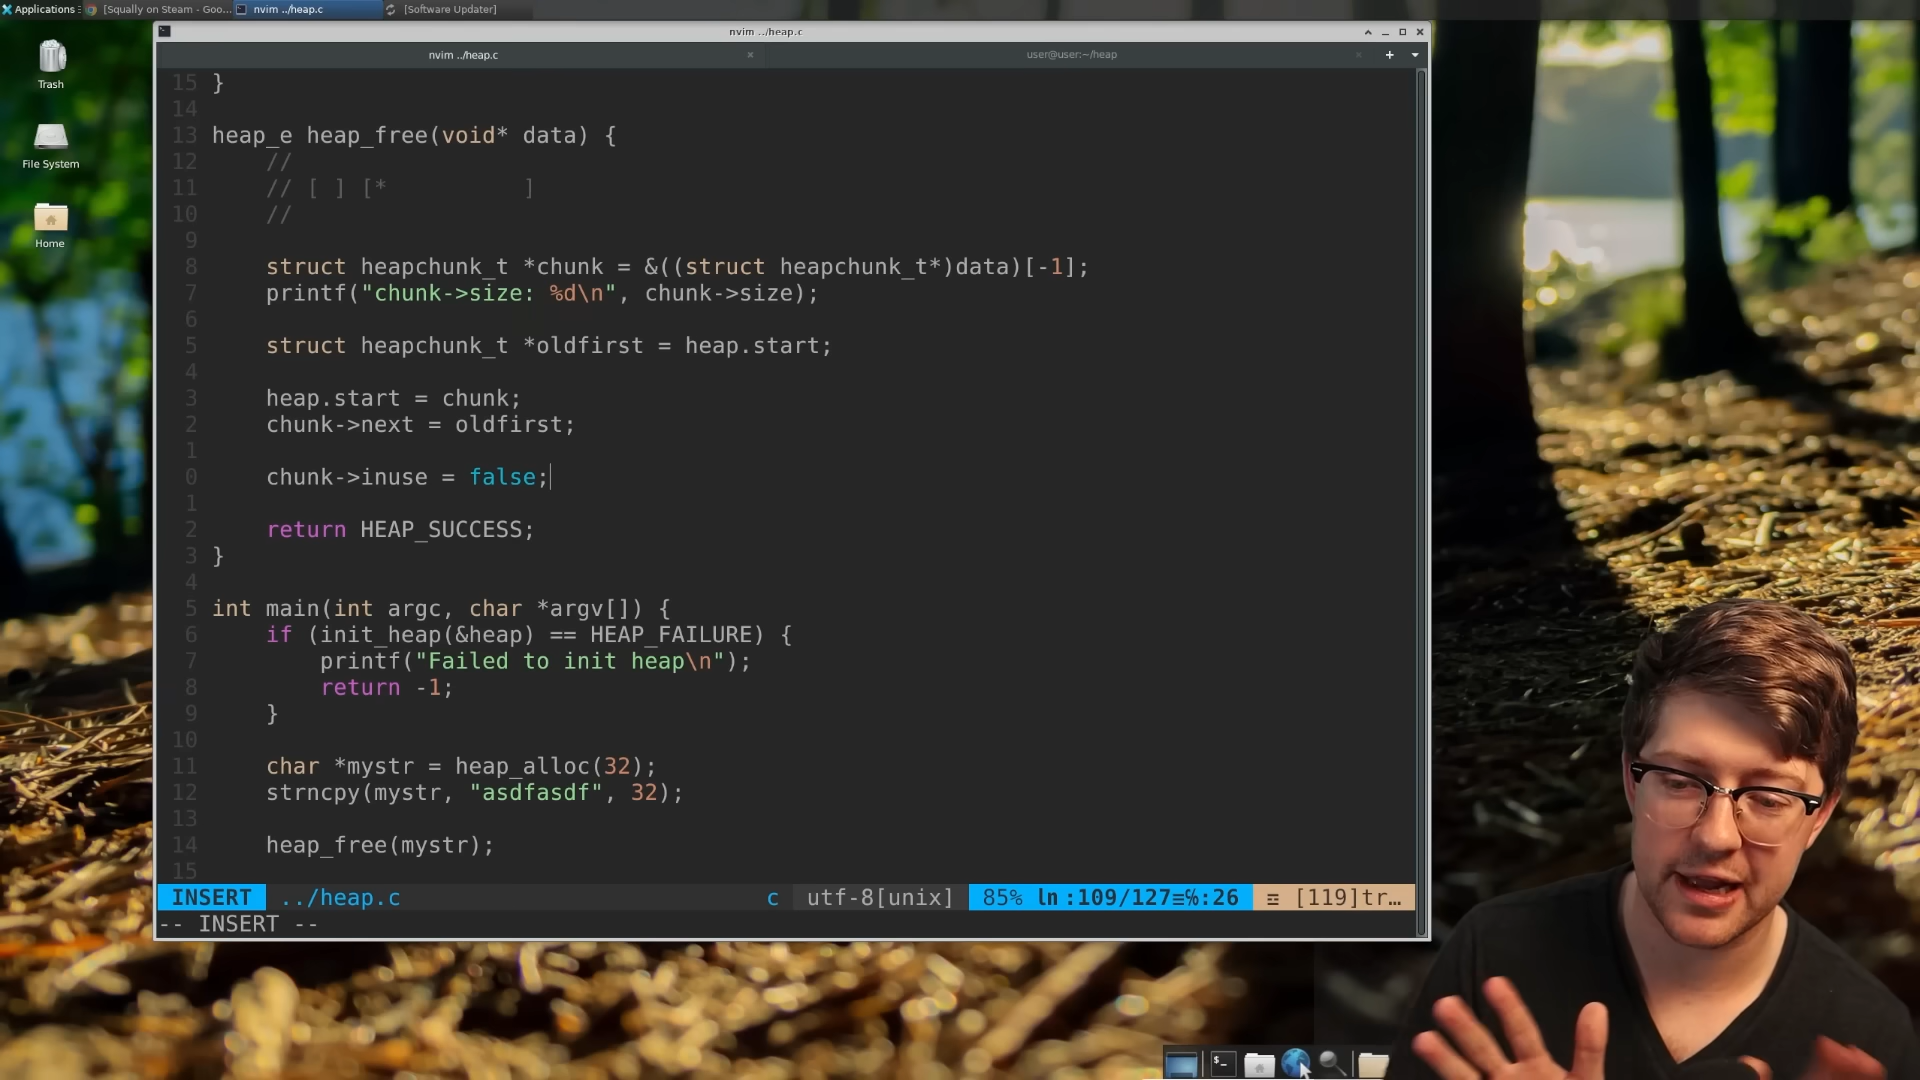 Applications
[Squally on Steam - Goo...
nvim ../heap.c
[Software Updater]
Trash
File System
Home
nvim ../heap.c
nvim ../heap.c
user@user:~/heap
15 }
14
13 heap_e heap_free(void* data) {
12     //
11     // [ ] [*          ]
10     //
9
8     struct heapchunk_t *chunk = &((struct heapchunk_t*)data)[-1];
7     printf("chunk->size: %d\n", chunk->size);
6
5     struct heapchunk_t *oldfirst = heap.start;
4
3     heap.start = chunk;
2     chunk->next = oldfirst;
1
0     chunk->inuse = false;
1
2     return HEAP_SUCCESS;
3 }
4
5 int main(int argc, char *argv[]) {
6     if (init_heap(&heap) == HEAP_FAILURE) {
7         printf("Failed to init heap\n");
8         return -1;
9     }
10
11     char *mystr = heap_alloc(32);
12     strncpy(mystr, "asdfasdf", 32);
13
14     heap_free(mystr);
15
INSERT ../heap.c c utf-8[unix] 85% ln :109/127≡℅:26 ☲ [119]tr…
-- INSERT --